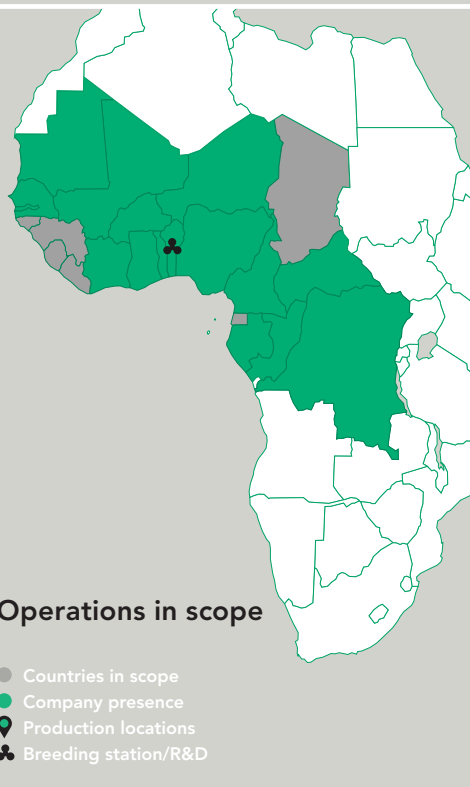 Operations in scope
Countries in scope
Company presence
Production locations
Breeding station/R&D